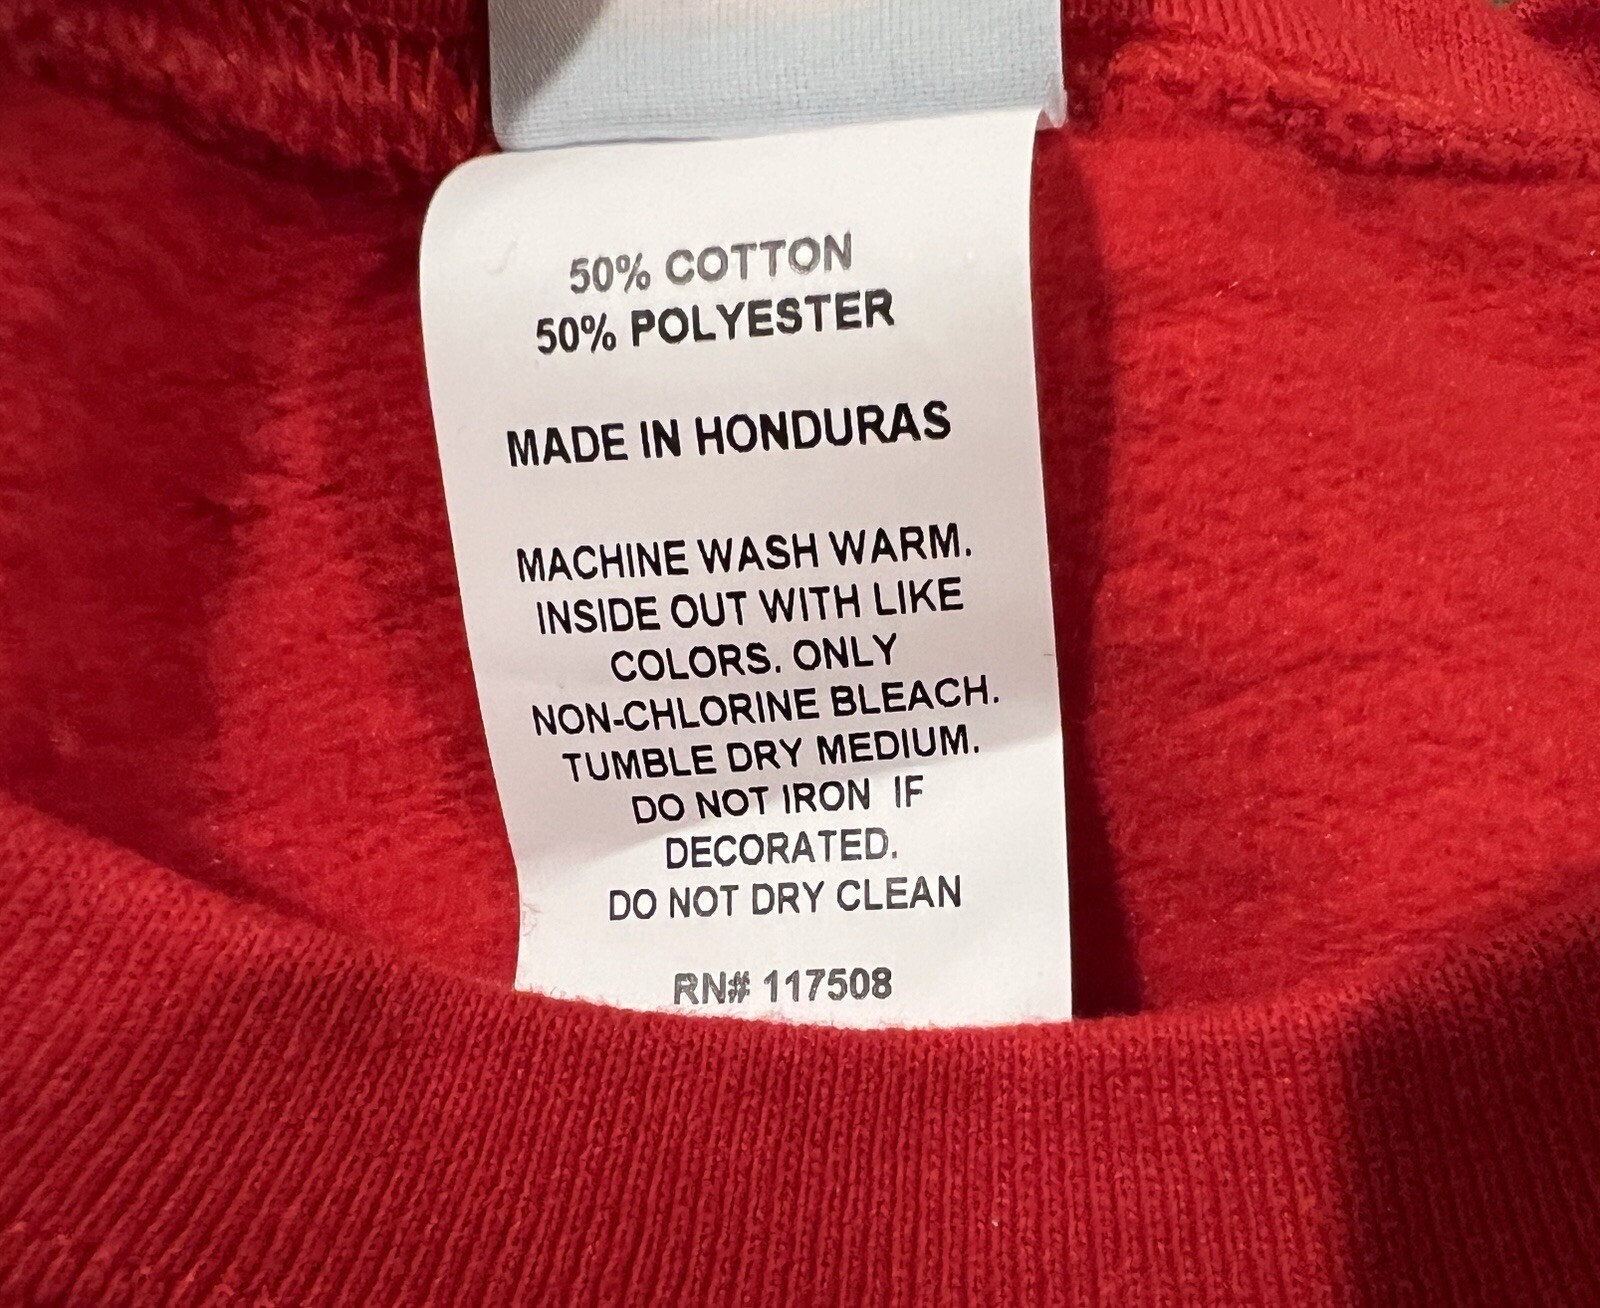 50% COTTON
50% POLYESTER
MADE IN HONDURAS
MACHINE WASH WARM.
INSIDE OUT WITH LIKE
COLORS. ONLY
NON-CHLORINE BLEACH.
TUMBLE DRY MEDIUM.
DO NOT IRON IF
DECORATED.
DO NOT DRY CLEAN
RN# 117508